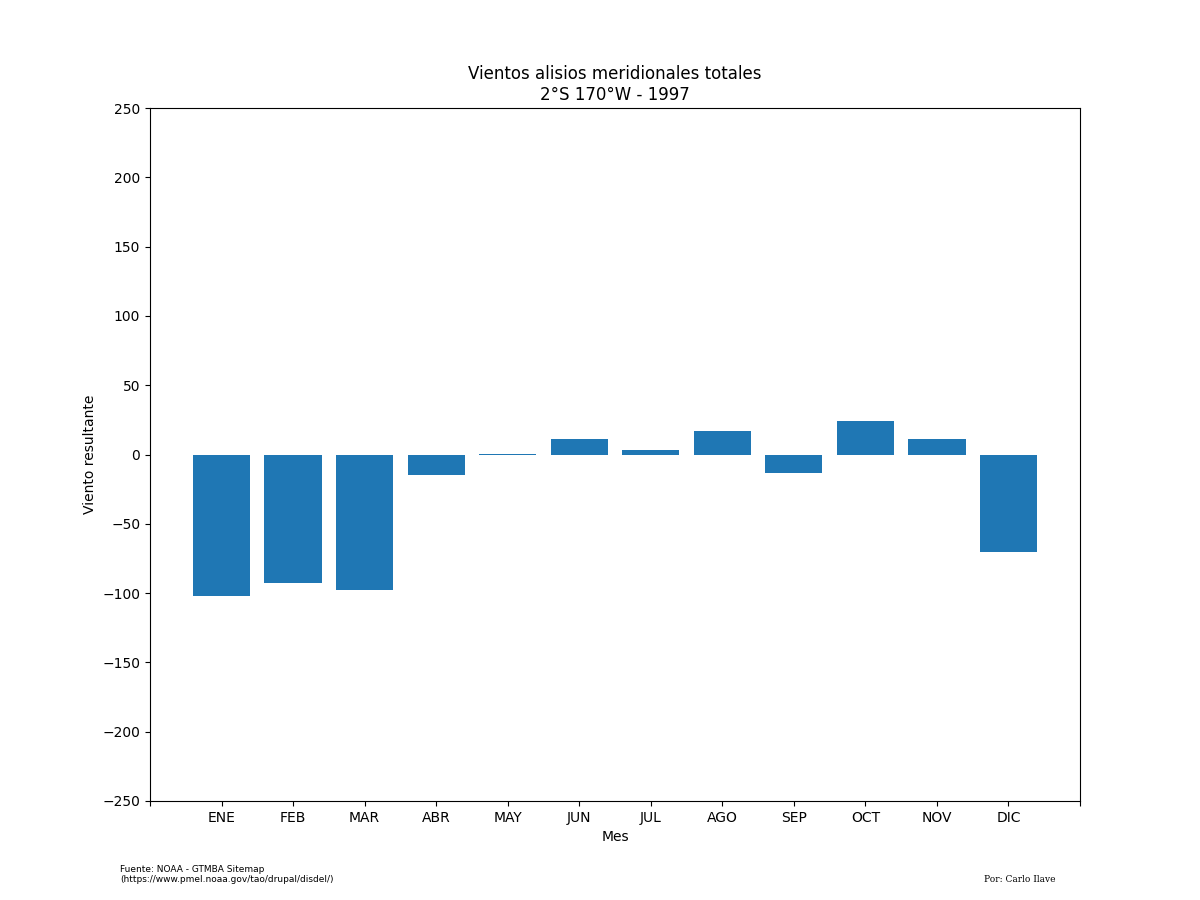 Vientos alisios meridionales totales
2°S 170°W - 1997
250
200
150
100
50
0
−50
−100
−150
−200
−250
Viento resultante
ENE FEB MAR ABR MAY JUN JUL AGO SEP OCT NOV DIC
Mes
Fuente: NOAA - GTMBA Sitemap
(https://www.pmel.noaa.gov/tao/drupal/disdel/)
Por: Carlo Ilave